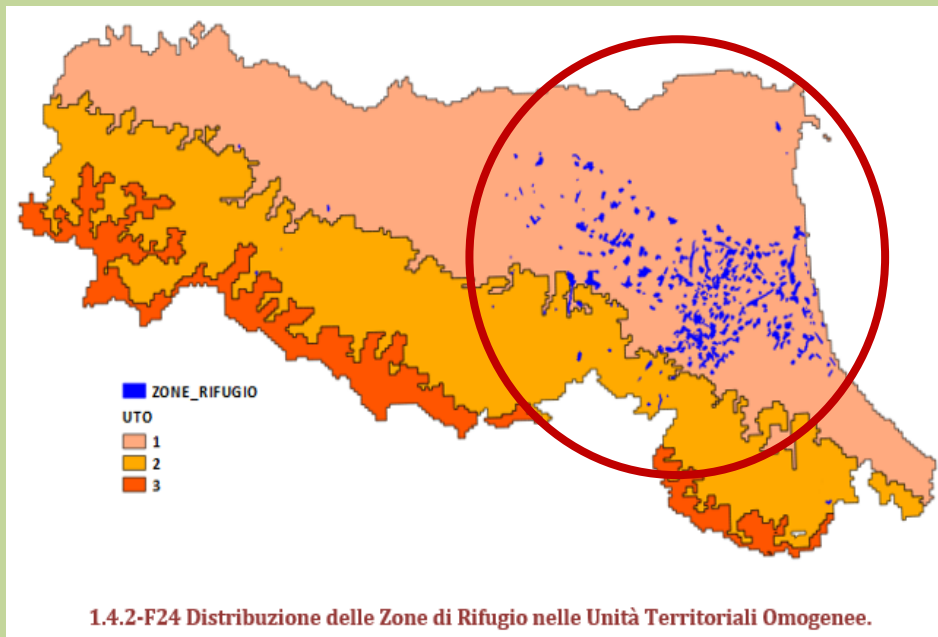 ZONE_RIFUGIO
UTO
1
2
3
1.4.2-F24 Distribuzione delle Zone di Rifugio nelle Unità Territoriali Omogenee.